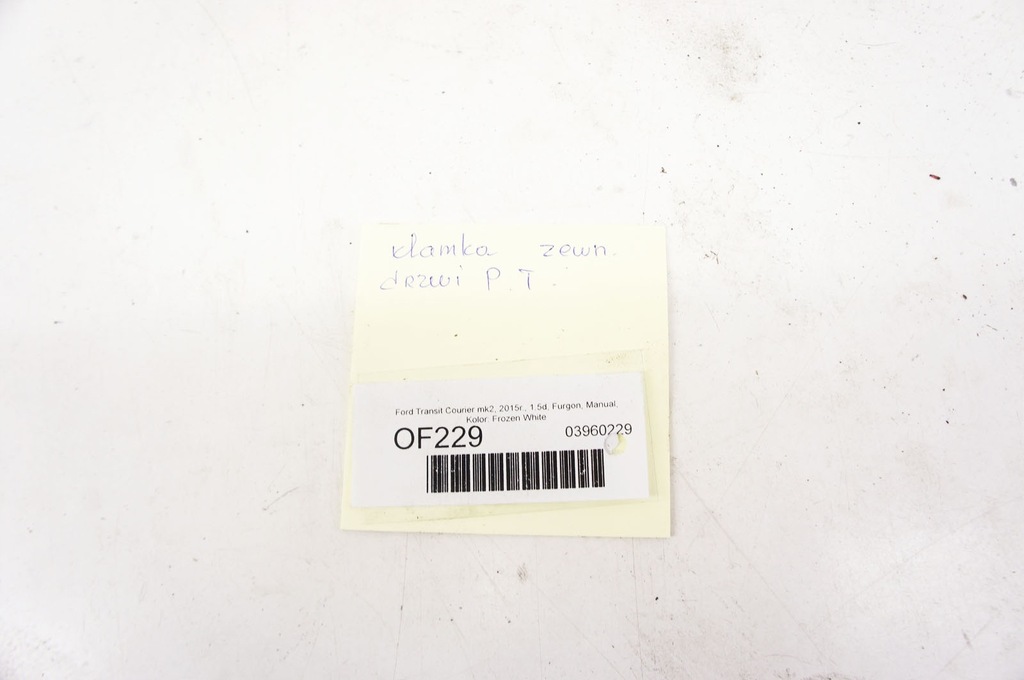 klamka zewn.
drzwi P.T.
Ford Transit Courier mk2, 2015r., 1.5d, Furgon, Manual,
Kolor: Frozen White
OF229
03960229